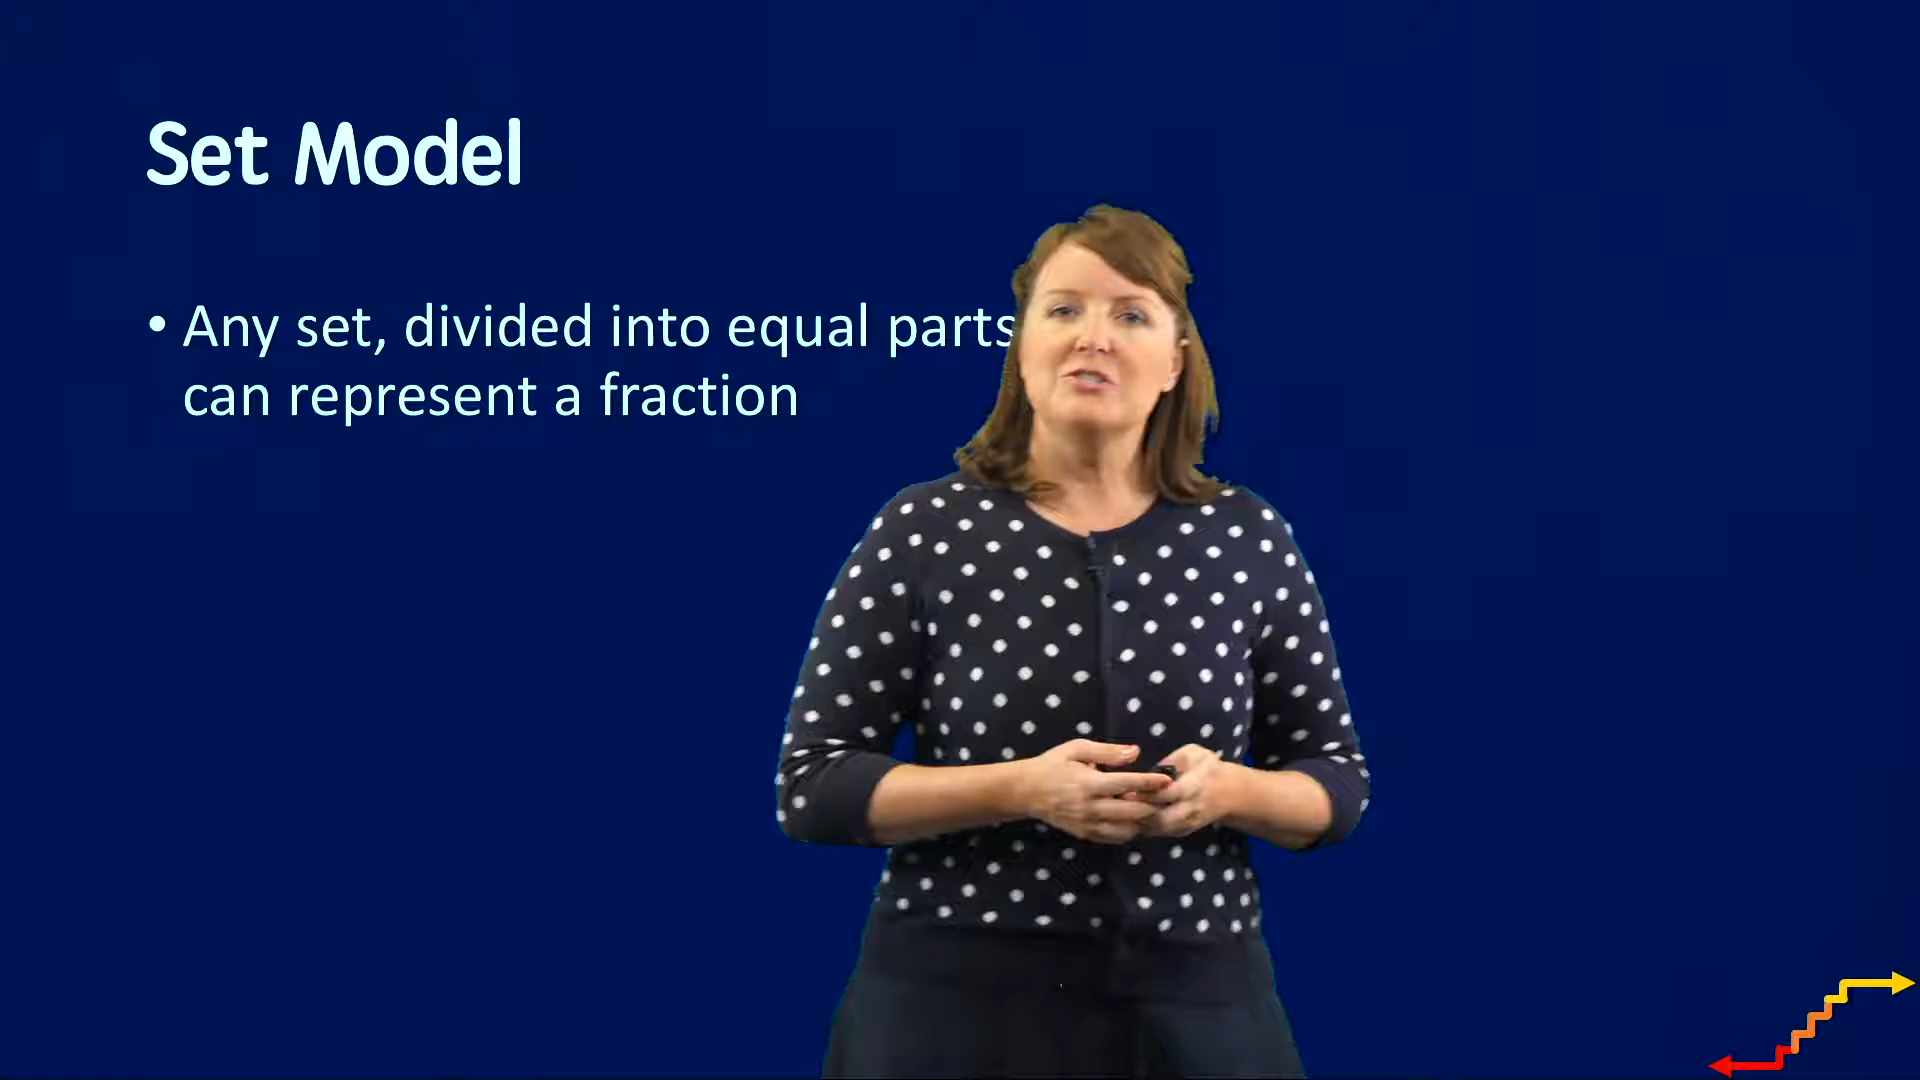 Set Model
• Any set, divided into equal parts
can represent a fraction